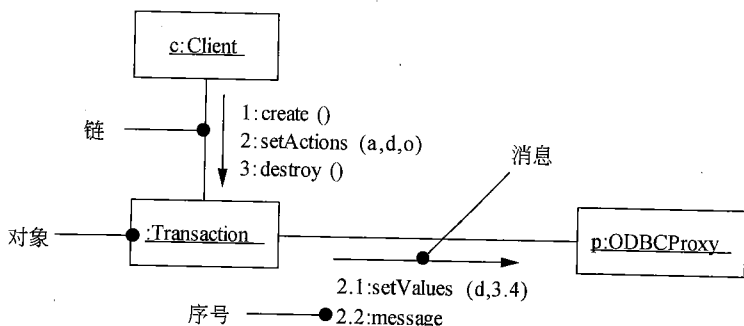 c:Client
1:create ()
2:setActions (a,d,o)
3:destroy ()
链
消息
对象
:Transaction
p:ODBCProxy
2.1:setValues (d,3.4)
序号
2.2:message